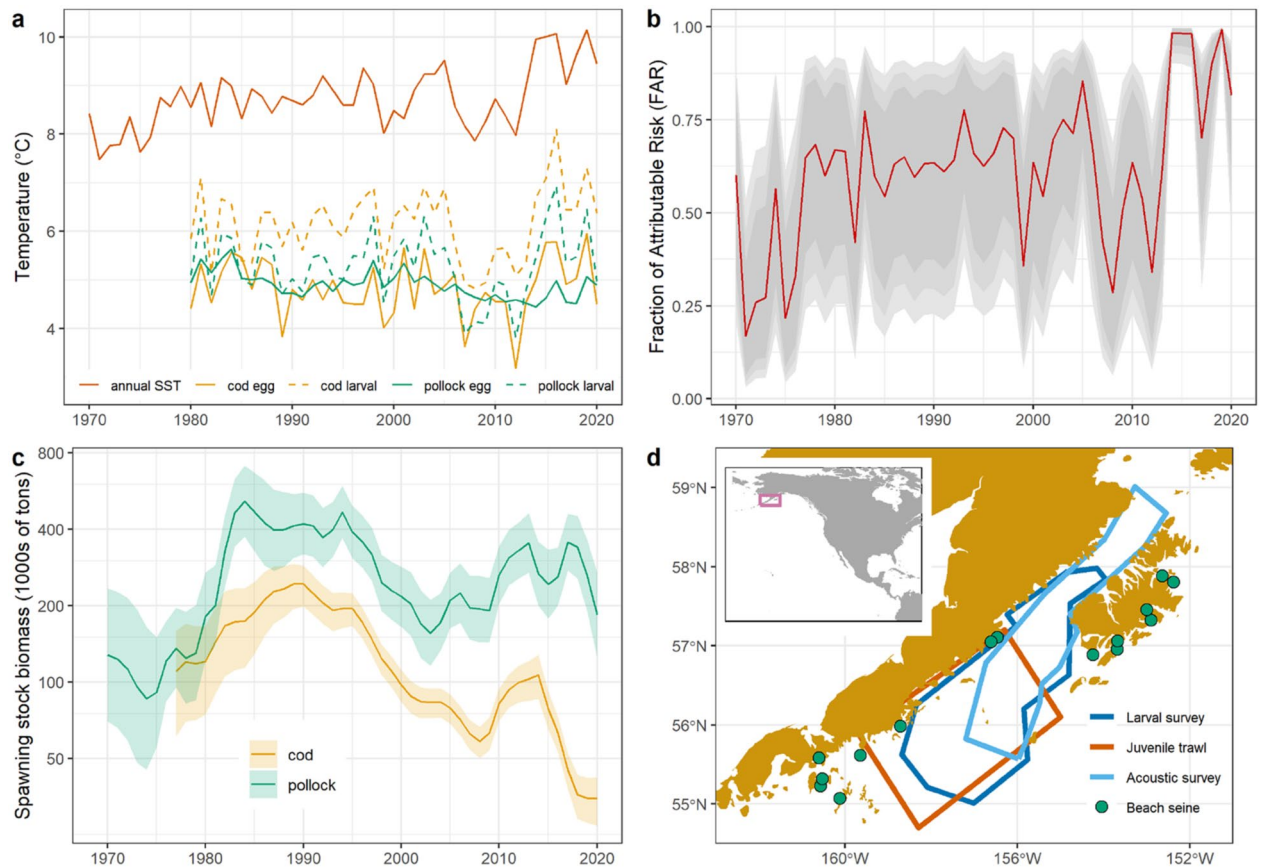 a
Temperature (°C)
10
8
6
4
annual SST
cod egg
cod larval
pollock egg
pollock larval
1970
1980
1990
2000
2010
2020
b
Fraction of Attributable Risk (FAR)
1.00
0.75
0.50
0.25
0.00
1970
1980
1990
2000
2010
2020
c
Spawning stock biomass (1000s of tons)
800
400
200
100
50
cod
pollock
1970
1980
1990
2000
2010
2020
d
59°N
58°N
57°N
56°N
55°N
Larval survey
Juvenile trawl
Acoustic survey
Beach seine
160°W
156°W
152°W